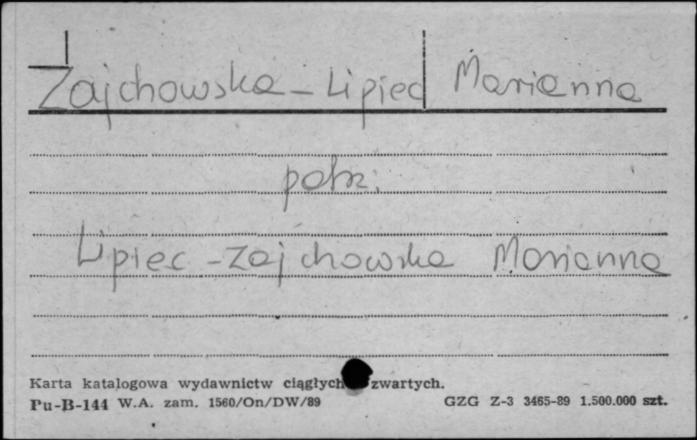 Zajchowska - Lipiec Marianna
patrz:
Lipiec - Zajchowska Marianna
Karta katalogowa wydawnictw ciągłych zwartych.
Pu-B-144 W.A. zam. 1560/On/DW/89 GZG Z-3 3465-89 1.500.000 szt.